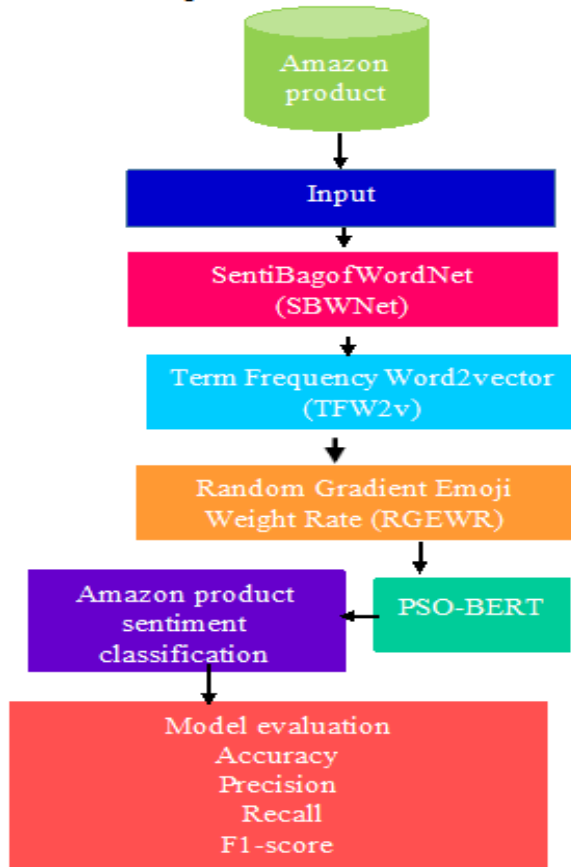 Amazon
product
Input
SentiBagofWordNet
(SBWNet)
Term Frequency Word2vector
(TFW2v)
Random Gradient Emoji
Weight Rate (RGEWR)
PSO-BERT
Amazon product
sentiment
classification
Model evaluation
Accuracy
Precision
Recall
F1-score